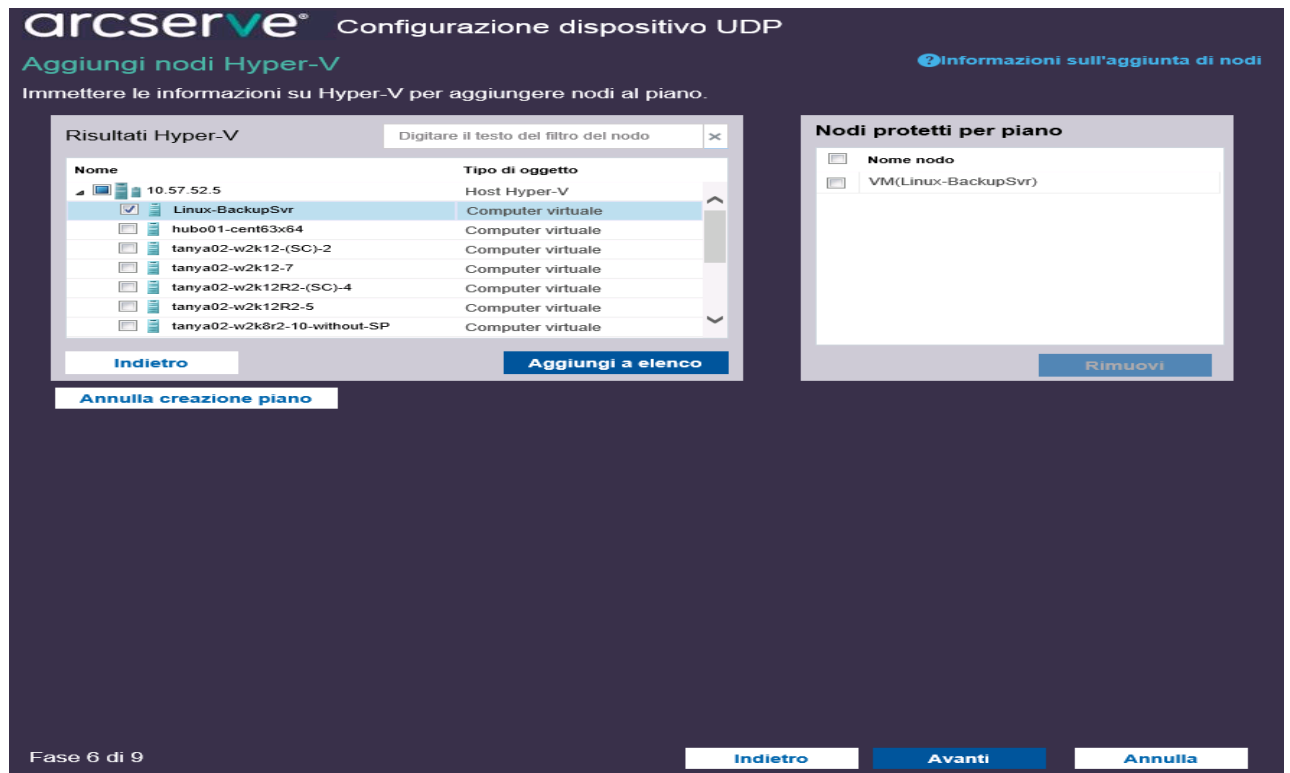 arcserve® Configurazione dispositivo UDP
Aggiungi nodi Hyper-V
?Informazioni sull'aggiunta di nodi
Immettere le informazioni su Hyper-V per aggiungere nodi al piano.
Risultati Hyper-V
Digitare il testo del filtro del nodo
Nome Tipo di oggetto
10.57.52.5 Host Hyper-V
Linux-BackupSvr Computer virtuale
hubo01-cent63x64 Computer virtuale
tanya02-w2k12-(SC)-2 Computer virtuale
tanya02-w2k12-7 Computer virtuale
tanya02-w2k12R2-(SC)-4 Computer virtuale
tanya02-w2k12R2-5 Computer virtuale
tanya02-w2k8r2-10-without-SP Computer virtuale
Indietro Aggiungi a elenco
Nodi protetti per piano
Nome nodo
VM(Linux-BackupSvr)
Rimuovi
Annulla creazione piano
Fase 6 di 9
Indietro Avanti Annulla